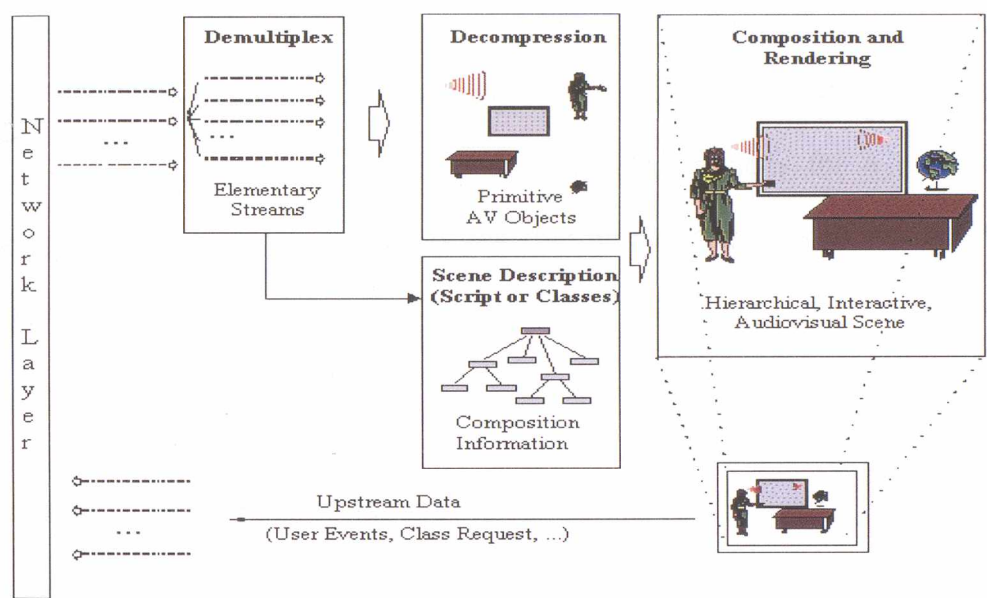 Network Layer
Demultiplex
...
...
Elementary
Streams
Decompression
Primitive
AV Objects
Scene Description
(Script or Classes)
Composition
Information
Composition and
Rendering
Hierarchical, Interactive,
Audiovisual Scene
Upstream Data
(User Events, Class Request, ...)
...